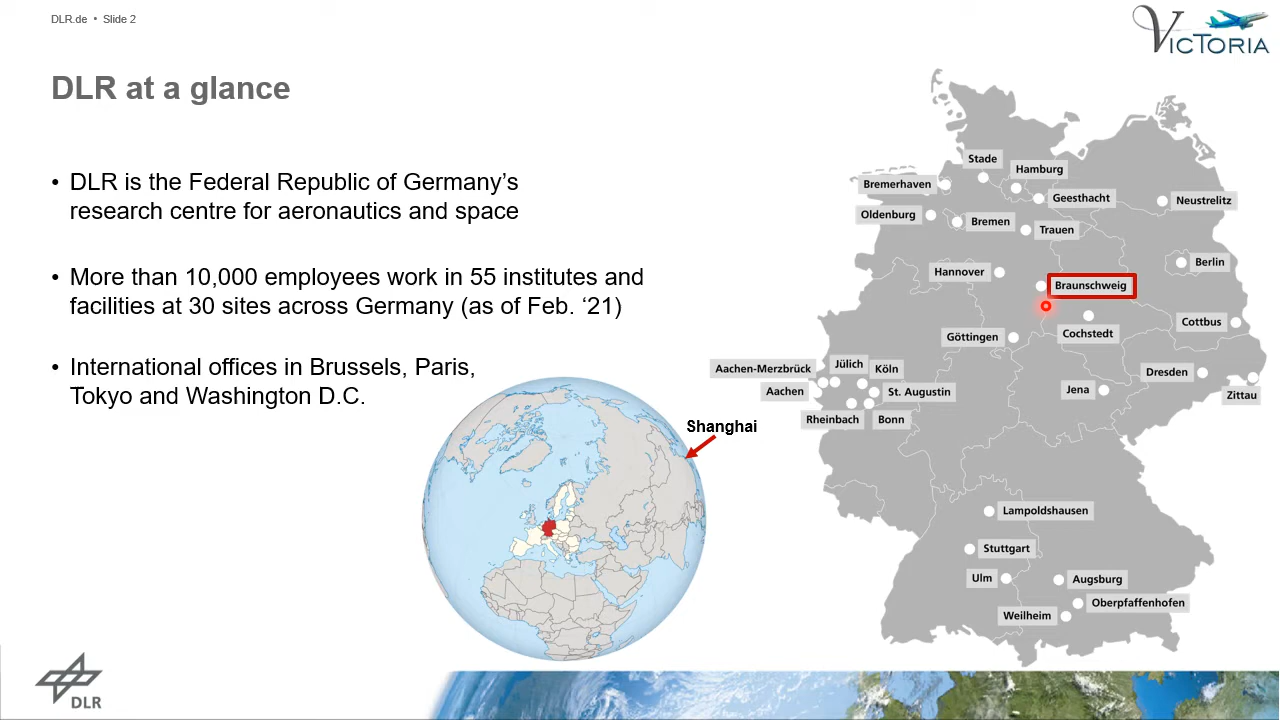 DLR.de • Slide 2
VICTORIA
DLR at a glance
• DLR is the Federal Republic of Germany’s
research centre for aeronautics and space
• More than 10,000 employees work in 55 institutes and
facilities at 30 sites across Germany (as of Feb. ‘21)
• International offices in Brussels, Paris,
Tokyo and Washington D.C.
Shanghai
Stade
Hamburg
Bremerhaven
Geesthacht
Neustrelitz
Oldenburg
Bremen
Trauen
Berlin
Hannover
Braunschweig
Cottbus
Cochstedt
Göttingen
Aachen-Merzbrück
Jülich
Köln
Dresden
Aachen
St. Augustin
Jena
Zittau
Rheinbach
Bonn
Lampoldshausen
Stuttgart
Ulm
Augsburg
Oberpfaffenhofen
Weilheim
DLR